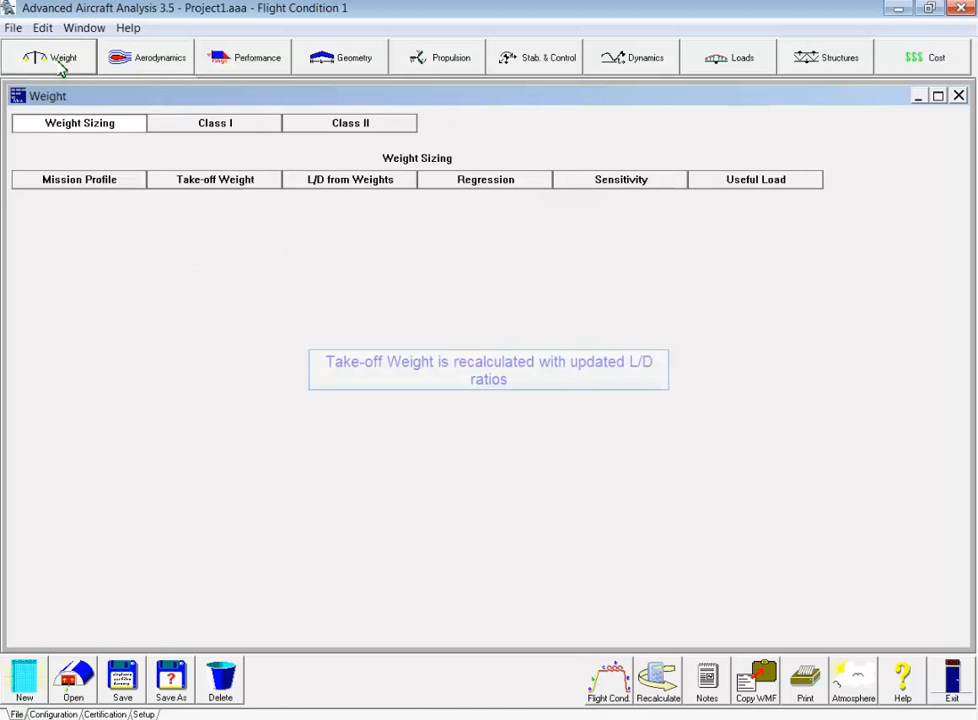 Advanced Aircraft Analysis 3.5 - Project1.aaa - Flight Condition 1
File Edit Window Help
Weight Aerodynamics Performance Geometry Propulsion Stab. & Control Dynamics Loads Structures $$$ Cost
Weight
Weight Sizing Class I Class II
Weight Sizing
Mission Profile Take-off Weight L/D from Weights Regression Sensitivity Useful Load
Take-off Weight is recalculated with updated L/D
ratios
New Open Save Save As Delete Flight Cond. Recalculate Notes Copy WMF Print Atmosphere Help Exit
File Configuration Certification Setup